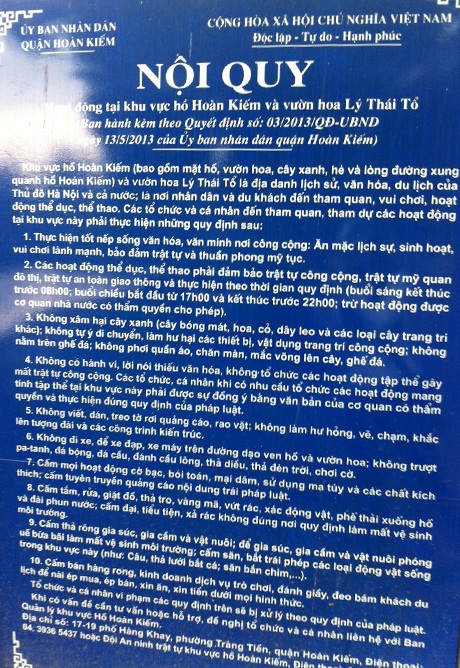 ỦY BAN NHÂN DÂN
QUẬN HOÀN KIẾM
CỘNG HÒA XÃ HỘI CHỦ NGHĨA VIỆT NAM
Độc lập - Tự do - Hạnh phúc
NỘI QUY
động tại khu vực hồ Hoàn Kiếm và vườn hoa Lý Thái Tổ
(Ban hành kèm theo Quyết định số: 03/2013/QĐ-UBND
13/5/2013 của Ủy ban nhân dân quận Hoàn Kiếm)
Khu vực hồ Hoàn Kiếm (bao gồm mặt hồ, vườn hoa, cây xanh, hè và lòng đường xung
quanh hồ Hoàn Kiếm) và vườn hoa Lý Thái Tổ là địa danh lịch sử, văn hóa, du lịch của
Thủ đô Hà Nội và cả nước; là nơi nhân dân và du khách đến tham quan, vui chơi, hoạt
động thể dục, thể thao. Các tổ chức và cá nhân đến tham quan, tham dự các hoạt động
tại khu vực này phải thực hiện những quy định sau:
1. Thực hiện tốt nếp sống văn hóa, văn minh nơi công cộng: Ăn mặc lịch sự, sinh hoạt,
vui chơi lành mạnh, bảo đảm trật tự và thuần phong mỹ tục.
2. Các hoạt động thể dục, thể thao phải đảm bảo trật tự công cộng, trật tự mỹ quan
đô thị, trật tự an toàn giao thông và thực hiện theo thời gian quy định (buổi sáng kết thúc
trước 08h00; buổi chiều bắt đầu từ 17h00 và kết thúc trước 22h00; trừ hoạt động được
cơ quan nhà nước có thẩm quyền cho phép).
3. Không xâm hại cây xanh (cây bóng mát, hoa, cỏ, dây leo và các loại cây trang trí
khác); không tự ý di chuyển, làm hư hại các thiết bị, vật dụng trang trí công cộng; không
nằm trên ghế đá; không phơi quần áo, chăn màn, mắc võng lên cây, ghế đá.
4. Không có hành vi, lời nói thiếu văn hóa, không tổ chức các hoạt động tập thể gây
mất trật tự công cộng. Các tổ chức, cá nhân khi có nhu cầu tổ chức các hoạt động mang
tính tập thể tại khu vực này phải được sự đồng ý bằng văn bản của cơ quan có thẩm
quyền và thực hiện đúng quy định của pháp luật.
5. Không viết, dán, treo tờ rơi quảng cáo, rao vặt; không làm hư hỏng, vẽ, chạm, khắc
lên tượng đài và các công trình kiến trúc.
6. Không đi xe, để xe đạp, xe máy trên đường dạo ven hồ và vườn hoa; không trượt
pa-tanh, đá bóng, đá cầu, đánh cầu lông, thả diều, thả đèn trời, chơi cờ.
7. Cấm mọi hoạt động cờ bạc, bói toán, mại dâm, sử dụng ma túy và các chất kích
thích; cấm tuyên truyền quảng cáo nội dung trái pháp luật.
8. Cấm tắm, rửa, giặt đồ, thả tro, vàng mã, vứt rác, xác động vật, phế thải xuống hồ
và đài phun nước; cấm đại, tiểu tiện, xả rác không đúng nơi quy định làm mất vệ sinh
môi trường.
9. Cấm thả rông gia súc, gia cầm và vật nuôi; để gia súc, gia cầm và vật nuôi phóng
uế bừa bãi làm mất vệ sinh môi trường; cấm săn, bắt trái phép các loại động vật sống
trong khu vực này (như: Câu, thả lưới bắt cá; săn bắn chim,...).
10. Cấm bán hàng rong, kinh doanh dịch vụ trò chơi, đánh giầy, đeo bám khách du
lịch để nài ép mua, ép bán, xin ăn, xin tiền dưới mọi hình thức.
Tổ chức và cá nhân vi phạm các quy định trên sẽ bị xử lý theo quy định của pháp luật.
Khi có vấn đề cần tư vấn hoặc hỗ trợ, đề nghị tổ chức và cá nhân liên hệ với Ban
Quản lý khu vực Hồ Hoàn Kiếm.
Địa chỉ số: 17-19 phố Hàng Khay, phường Tràng Tiền, quận Hoàn Kiếm, Điện thoại:
04. 3936 5437 hoặc Đội An ninh trật tự khu vực hồ Hoàn Kiếm, Điện thoại